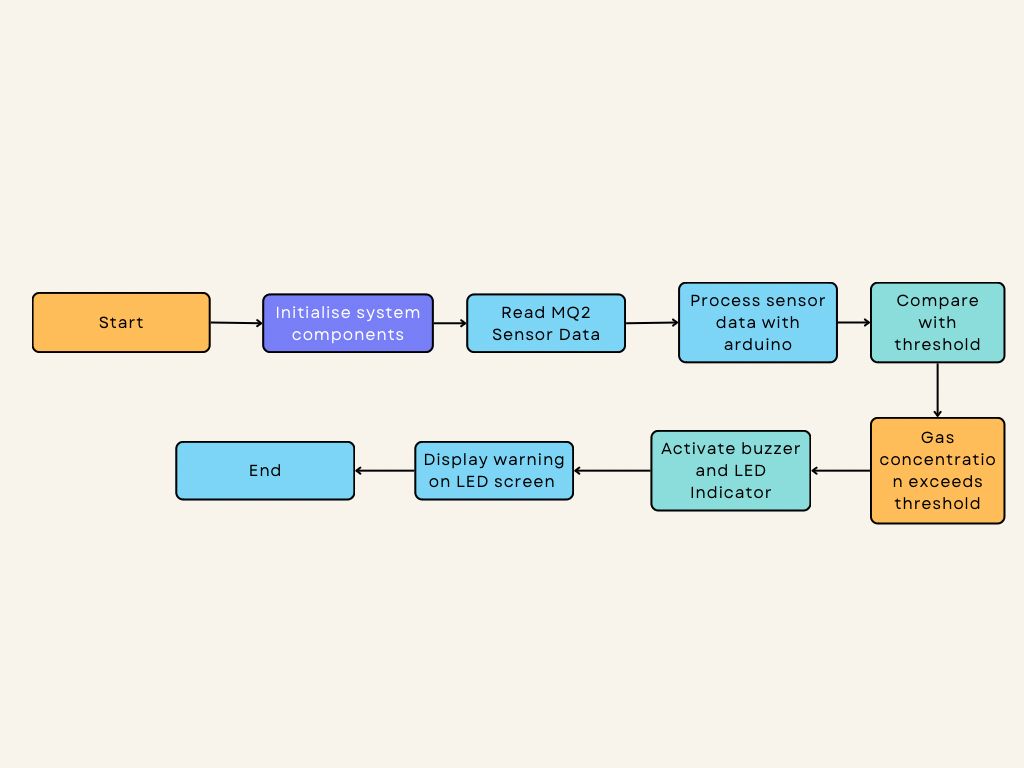 Start
Initialise system
components
Read MQ2
Sensor Data
Process sensor
data with
arduino
Compare
with
threshold
Gas
concentratio
n exceeds
threshold
Activate buzzer
and LED
Indicator
Display warning
on LED screen
End